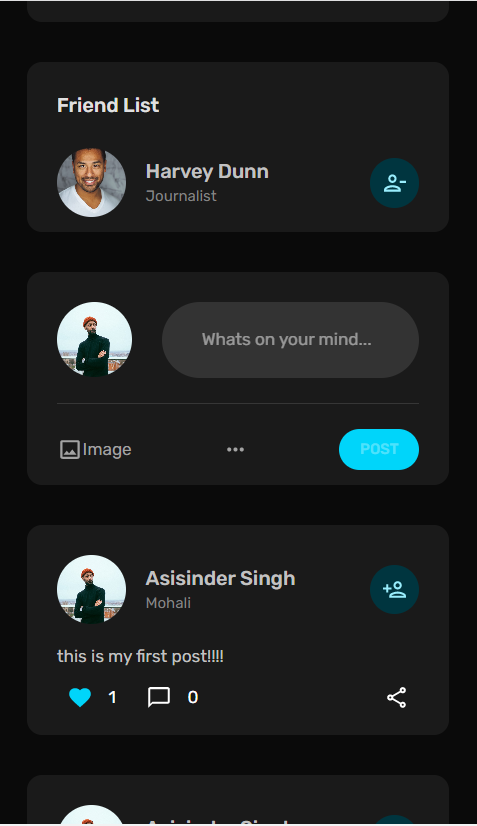 Friend List
Harvey Dunn
Journalist
Whats on your mind...
Image
POST
Asisinder Singh
Mohali
this is my first post!!!!
1 0